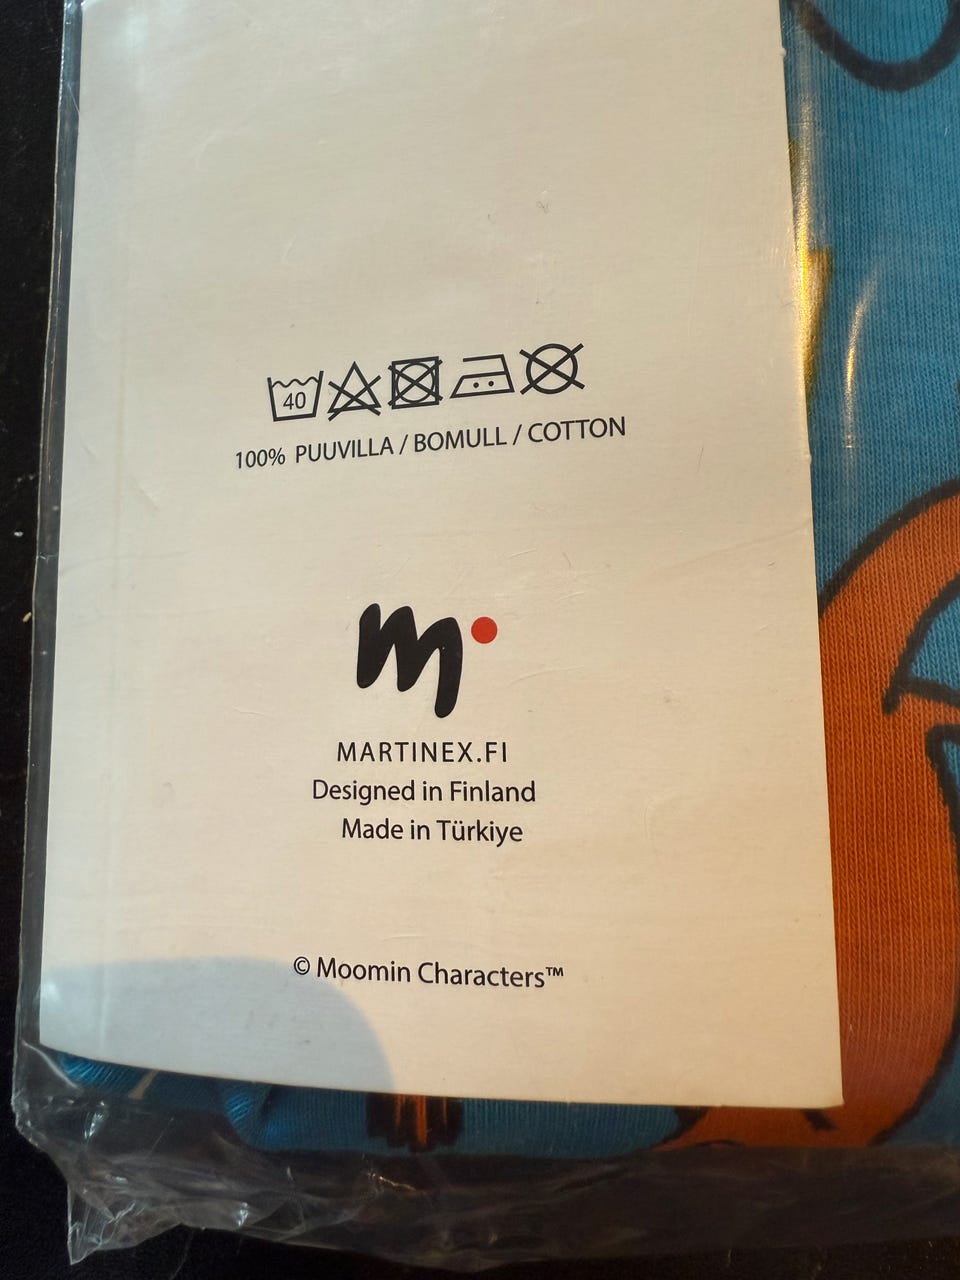 40
100% PUUVILLA / BOMULL / COTTON
m
MARTINEX.FI
Designed in Finland
Made in Türkiye
© Moomin Characters™